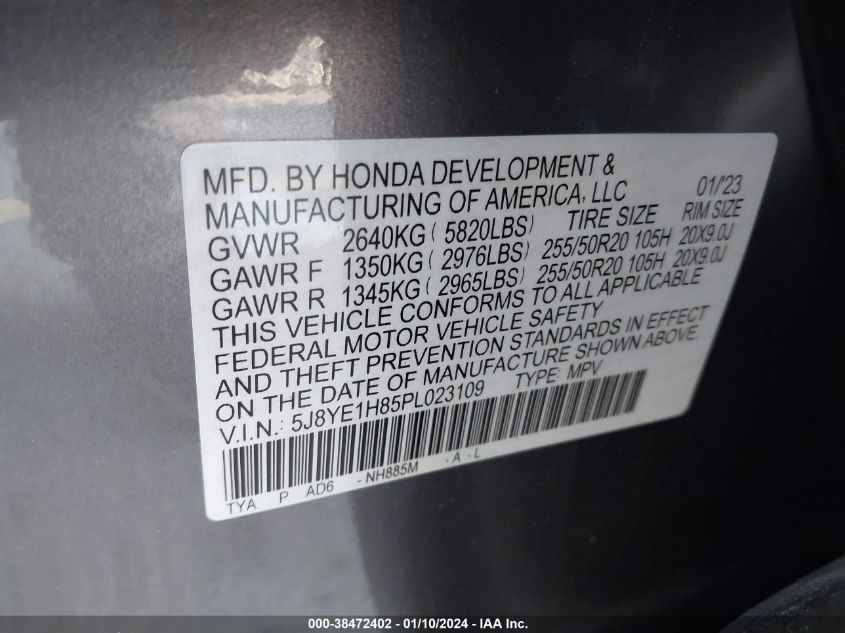 MFD. BY HONDA DEVELOPMENT &
MANUFACTURING OF AMERICA, LLC 01/'23
GVWR 2640KG ( 5820LBS) TIRE SIZE RIM SIZE
GAWR F 1350KG ( 2976LBS) 255/50R20 105H 20X9.0J
GAWR R 1345KG ( 2965LBS) 255/50R20 105H 20X9.0J
THIS VEHICLE CONFORMS TO ALL APPLICABLE
FEDERAL MOTOR VEHICLE SAFETY
AND THEFT PREVENTION STANDARDS IN EFFECT
ON THE DATE OF MANUFACTURE SHOWN ABOVE.
V.I.N.: 5J8YE1H85PL023109 TYPE: MPV
TYA P AD6 -NH885M -A -L
000-38472402 - 01/10/2024 - IAA Inc.